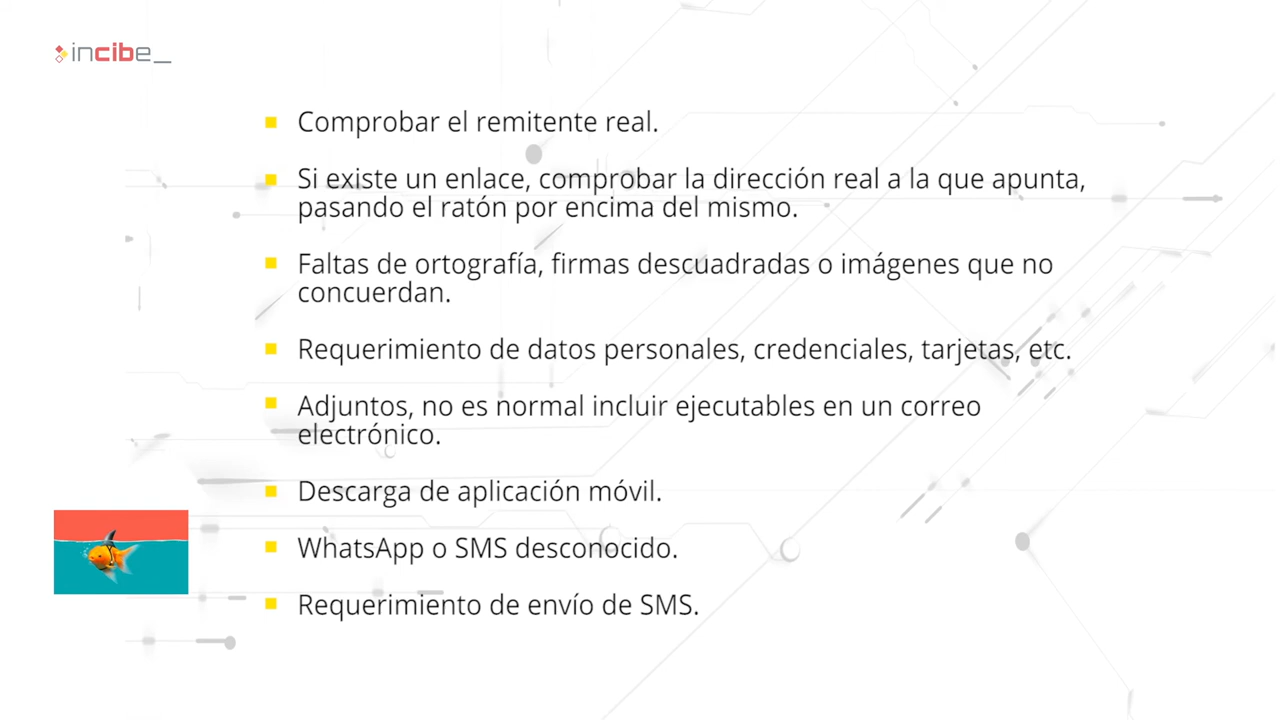 incibe_
Comprobar el remitente real.
Si existe un enlace, comprobar la dirección real a la que apunta,
pasando el ratón por encima del mismo.
Faltas de ortografía, firmas descuadradas o imágenes que no
concuerdan.
Requerimiento de datos personales, credenciales, tarjetas, etc.
Adjuntos, no es normal incluir ejecutables en un correo
electrónico.
Descarga de aplicación móvil.
WhatsApp o SMS desconocido.
Requerimiento de envío de SMS.